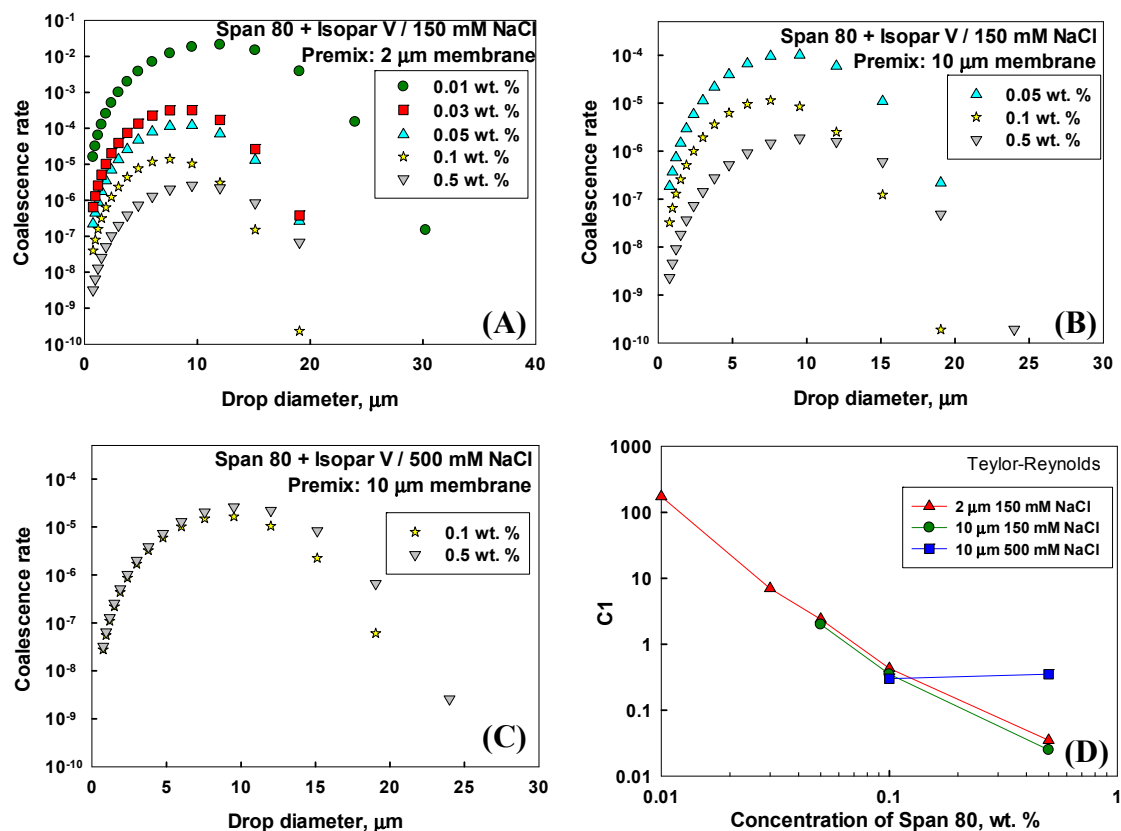 Span 80 + Isopar V / 150 mM NaCl
Premix: 2 μm membrane
0.01 wt. %
0.03 wt. %
0.05 wt. %
0.1 wt. %
0.5 wt. %
Coalescence rate
10-1
10-2
10-3
10-4
10-5
10-6
10-7
10-8
10-9
10-10
0 10 20 30 40
Drop diameter, μm
(A)
Span 80 + Isopar V / 150 mM NaCl
Premix: 10 μm membrane
0.05 wt. %
0.1 wt. %
0.5 wt. %
Coalescence rate
10-4
10-5
10-6
10-7
10-8
10-9
10-10
0 5 10 15 20 25 30
Drop diameter, μm
(B)
Span 80 + Isopar V / 500 mM NaCl
Premix: 10 μm membrane
0.1 wt. %
0.5 wt. %
Coalescence rate
10-4
10-5
10-6
10-7
10-8
10-9
10-10
0 5 10 15 20 25 30
Drop diameter, μm
(C)
Teylor-Reynolds
2 μm 150 mM NaCl
10 μm 150 mM NaCl
10 μm 500 mM NaCl
C1
1000
100
10
1
0.1
0.01
0.01 0.1 1
Concentration of Span 80, wt. %
(D)